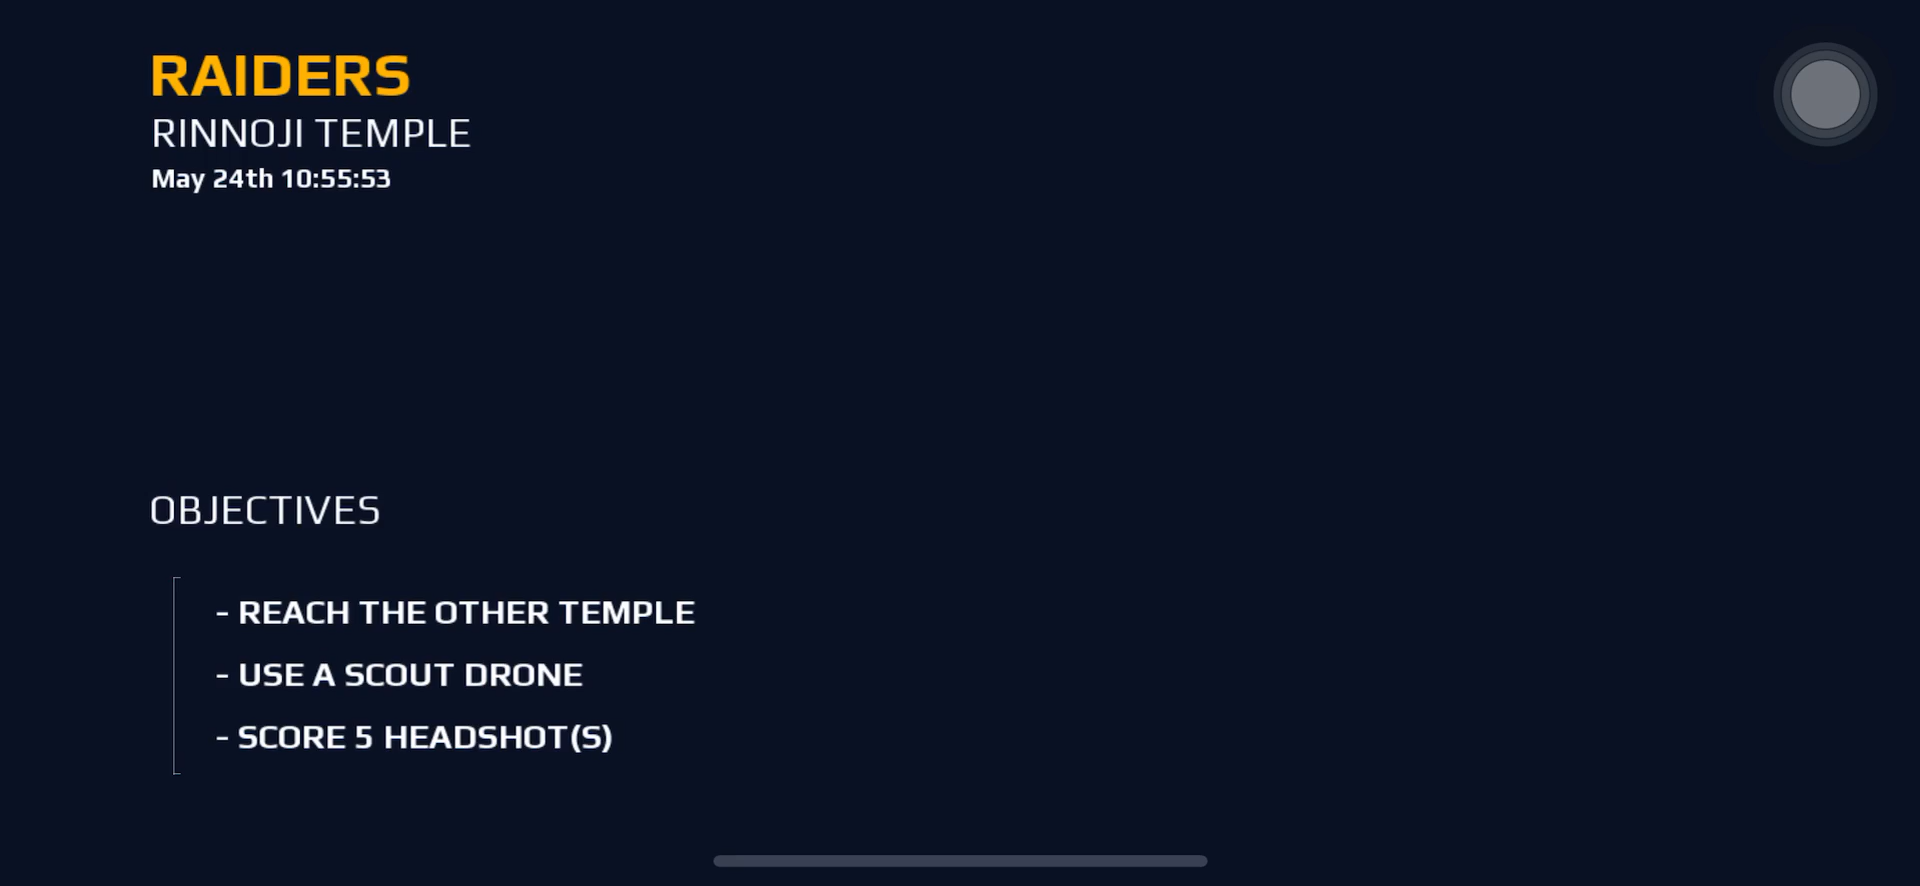 RAIDERS
RINNOJI TEMPLE
May 24th 10:55:53
OBJECTIVES
- REACH THE OTHER TEMPLE
- USE A SCOUT DRONE
- SCORE 5 HEADSHOT(S)